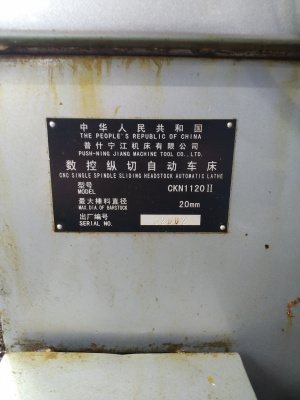 中华人民共和国
THE PEOPLE'S REPUBLIC OF CHINA
普什宁江机床有限公司
PUSH-NING JIANG MACHINE TOOL CO.,LTD.
数控纵切自动车床
CNC SINGLE SPINDLE SLIDING HEADSTOCK AUTOMATIC LATHE
型号 CKN1120Ⅱ
MODEL
最大棒料直径 20mm
MAX.DIA.OF BARSTOCK
出厂编号
SERIAL NO.